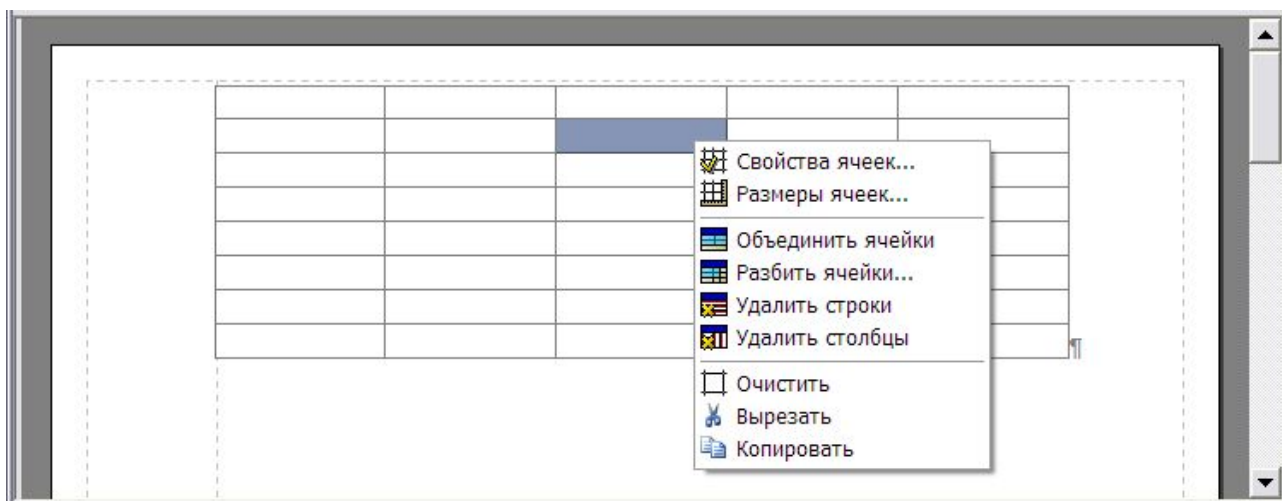 Свойства ячеек...
Размеры ячеек...
Объединить ячейки
Разбить ячейки...
Удалить строки
Удалить столбцы
Очистить
Вырезать
Копировать
¶